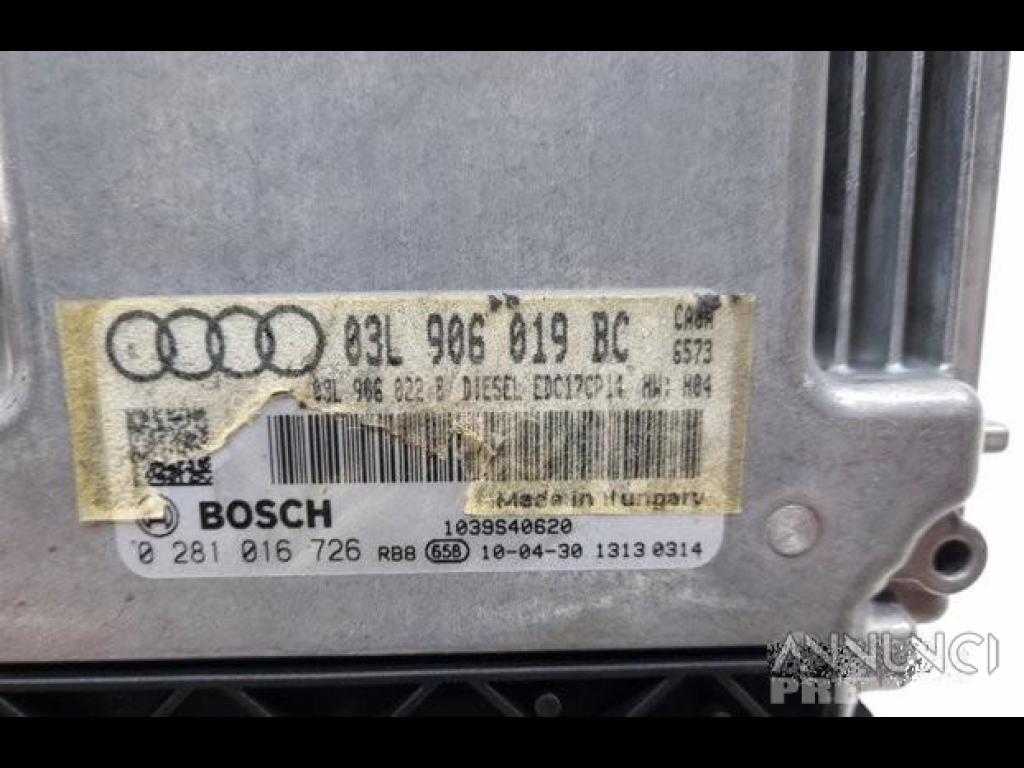 03L 906 019 BC
6573
03L 906 022 B DIESEL EDC17CP14 HW: H04
Made in Hungary
BOSCH
1039S40620
0 281 016 726 RB8 658 10-04-30 1313 0314
ANNUNCI
PRE